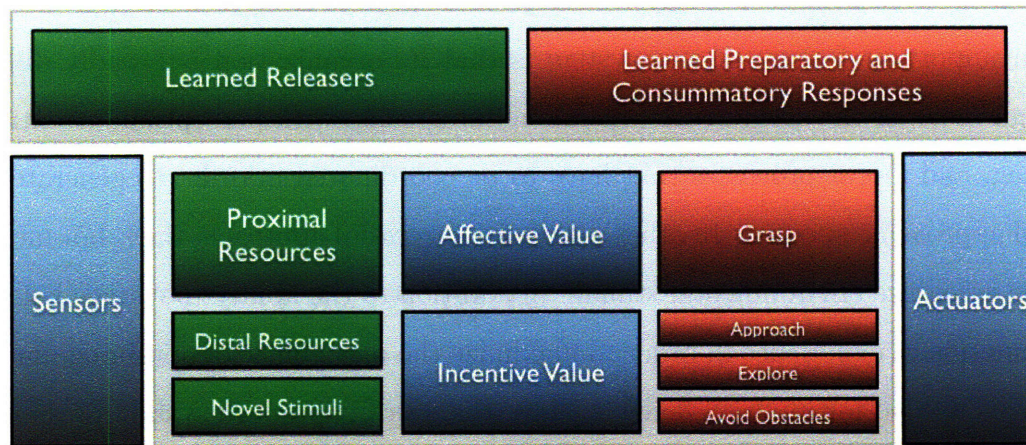 Learned Releasers
Learned Preparatory and
Consummatory Responses
Sensors
Proximal
Resources
Distal Resources
Novel Stimuli
Affective Value
Incentive Value
Grasp
Approach
Explore
Avoid Obstacles
Actuators